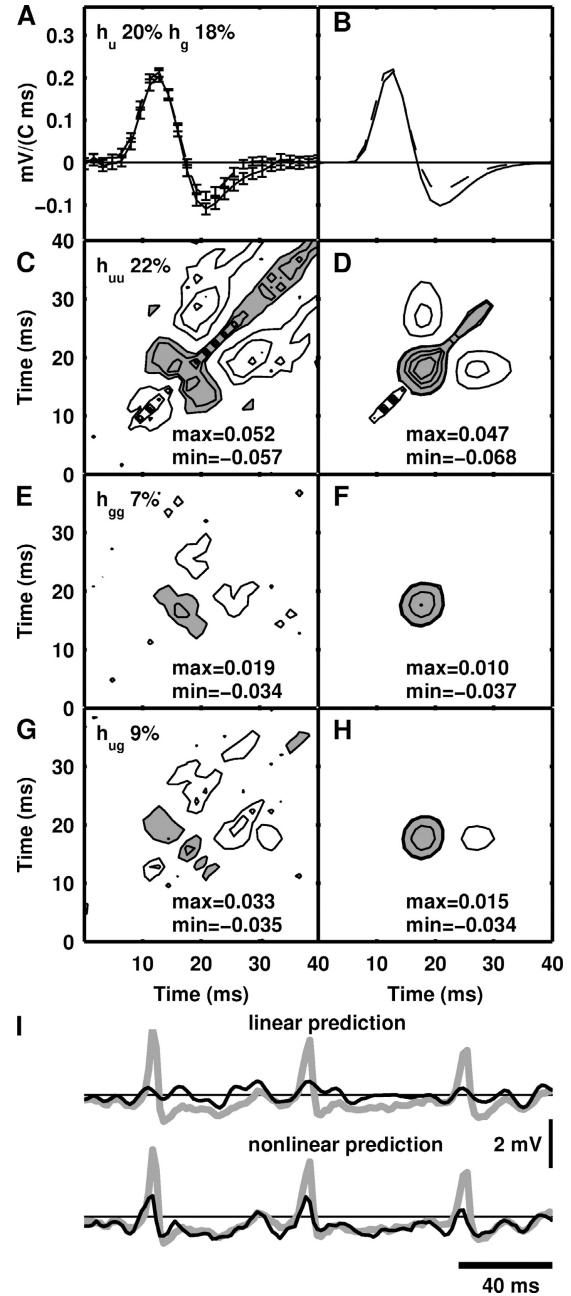 A
h_u 20% h_g 18%
B
mV/(C ms)
0.3
0.2
0.1
0
−0.1
C
h_uu 22%
D
Time (ms)
40
30
20
10
0
max=0.052
min=−0.057
max=0.047
min=−0.068
E
h_gg 7%
F
Time (ms)
30
20
10
0
max=0.019
min=−0.034
max=0.010
min=−0.037
G
h_ug 9%
H
Time (ms)
30
20
10
0
max=0.033
min=−0.035
max=0.015
min=−0.034
10 20 30 40 10 20 30 40
Time (ms) Time (ms)
I
linear prediction
nonlinear prediction
2 mV
40 ms